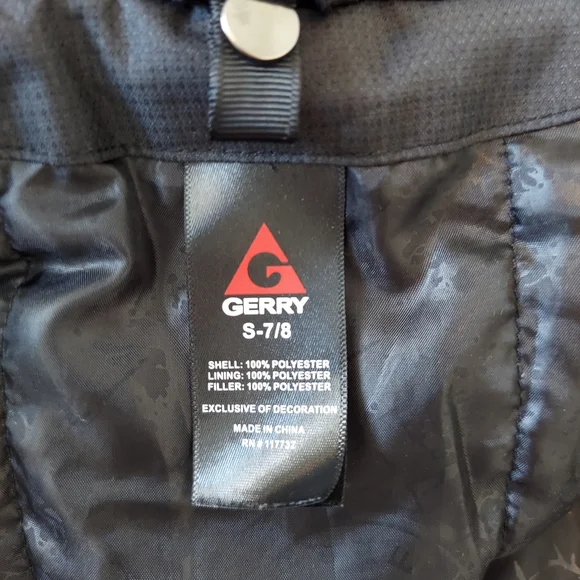 GERRY
S-7/8
SHELL: 100% POLYESTER
LINING: 100% POLYESTER
FILLER: 100% POLYESTER
EXCLUSIVE OF DECORATION
MADE IN CHINA
RN # 117732